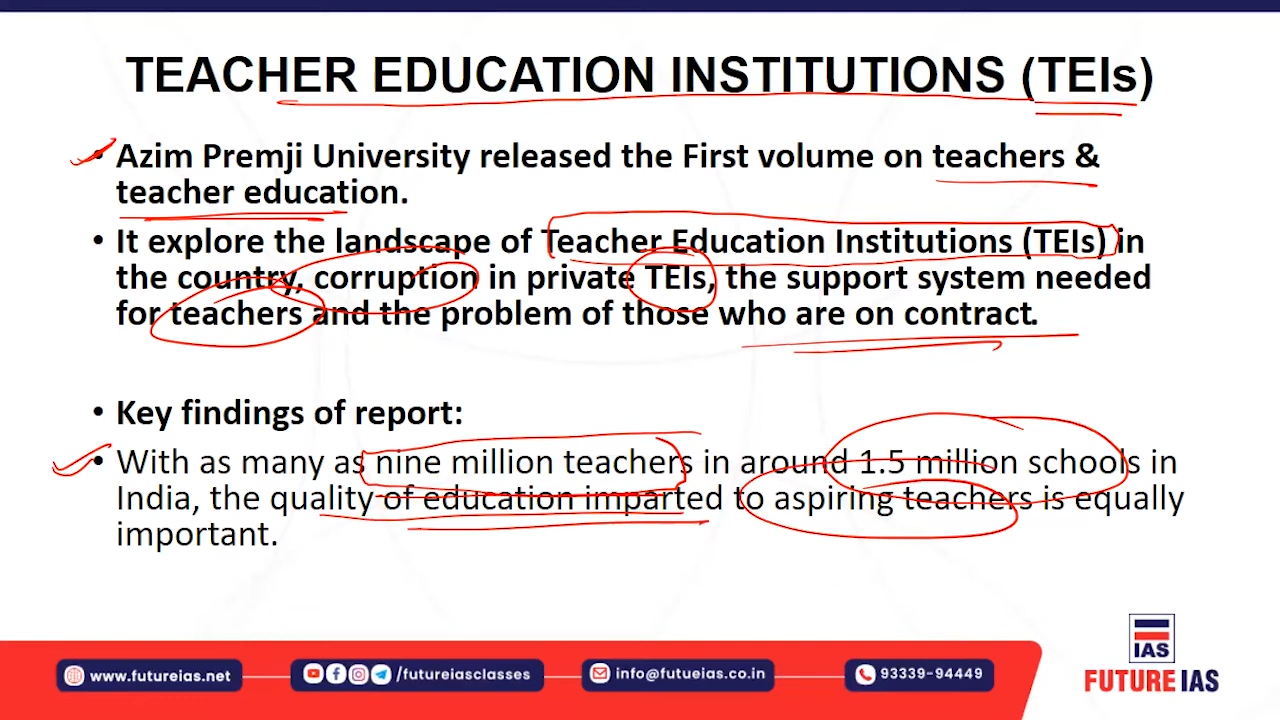 TEACHER EDUCATION INSTITUTIONS (TEIs)
• Azim Premji University released the First volume on teachers &
teacher education.
• It explore the landscape of Teacher Education Institutions (TEIs) in
the country, corruption in private TEIs, the support system needed
for teachers and the problem of those who are on contract.
• Key findings of report:
• With as many as nine million teachers in around 1.5 million schools in
India, the quality of education imparted to aspiring teachers is equally
important.
IAS
FUTURE IAS
www.futureias.net
/futureiasclasses
info@futueias.co.in
93339-94449